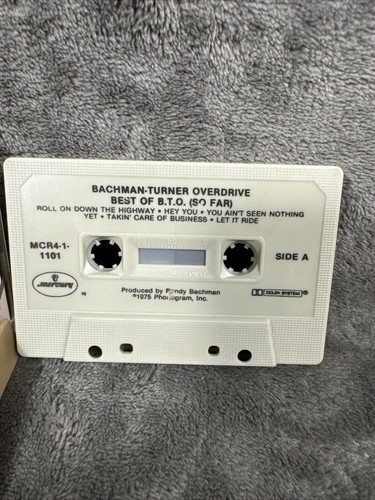 BACHMAN-TURNER OVERDRIVE
BEST OF B.T.O. (SO FAR)
ROLL ON DOWN THE HIGHWAY • HEY YOU • YOU AIN'T SEEN NOTHING
YET • TAKIN' CARE OF BUSINESS • LET IT RIDE
MCR4-1-
1101
SIDE A
mercury
16
Produced by Randy Bachman
℗1975 Phonogram, Inc.
DOLBY SYSTEM®